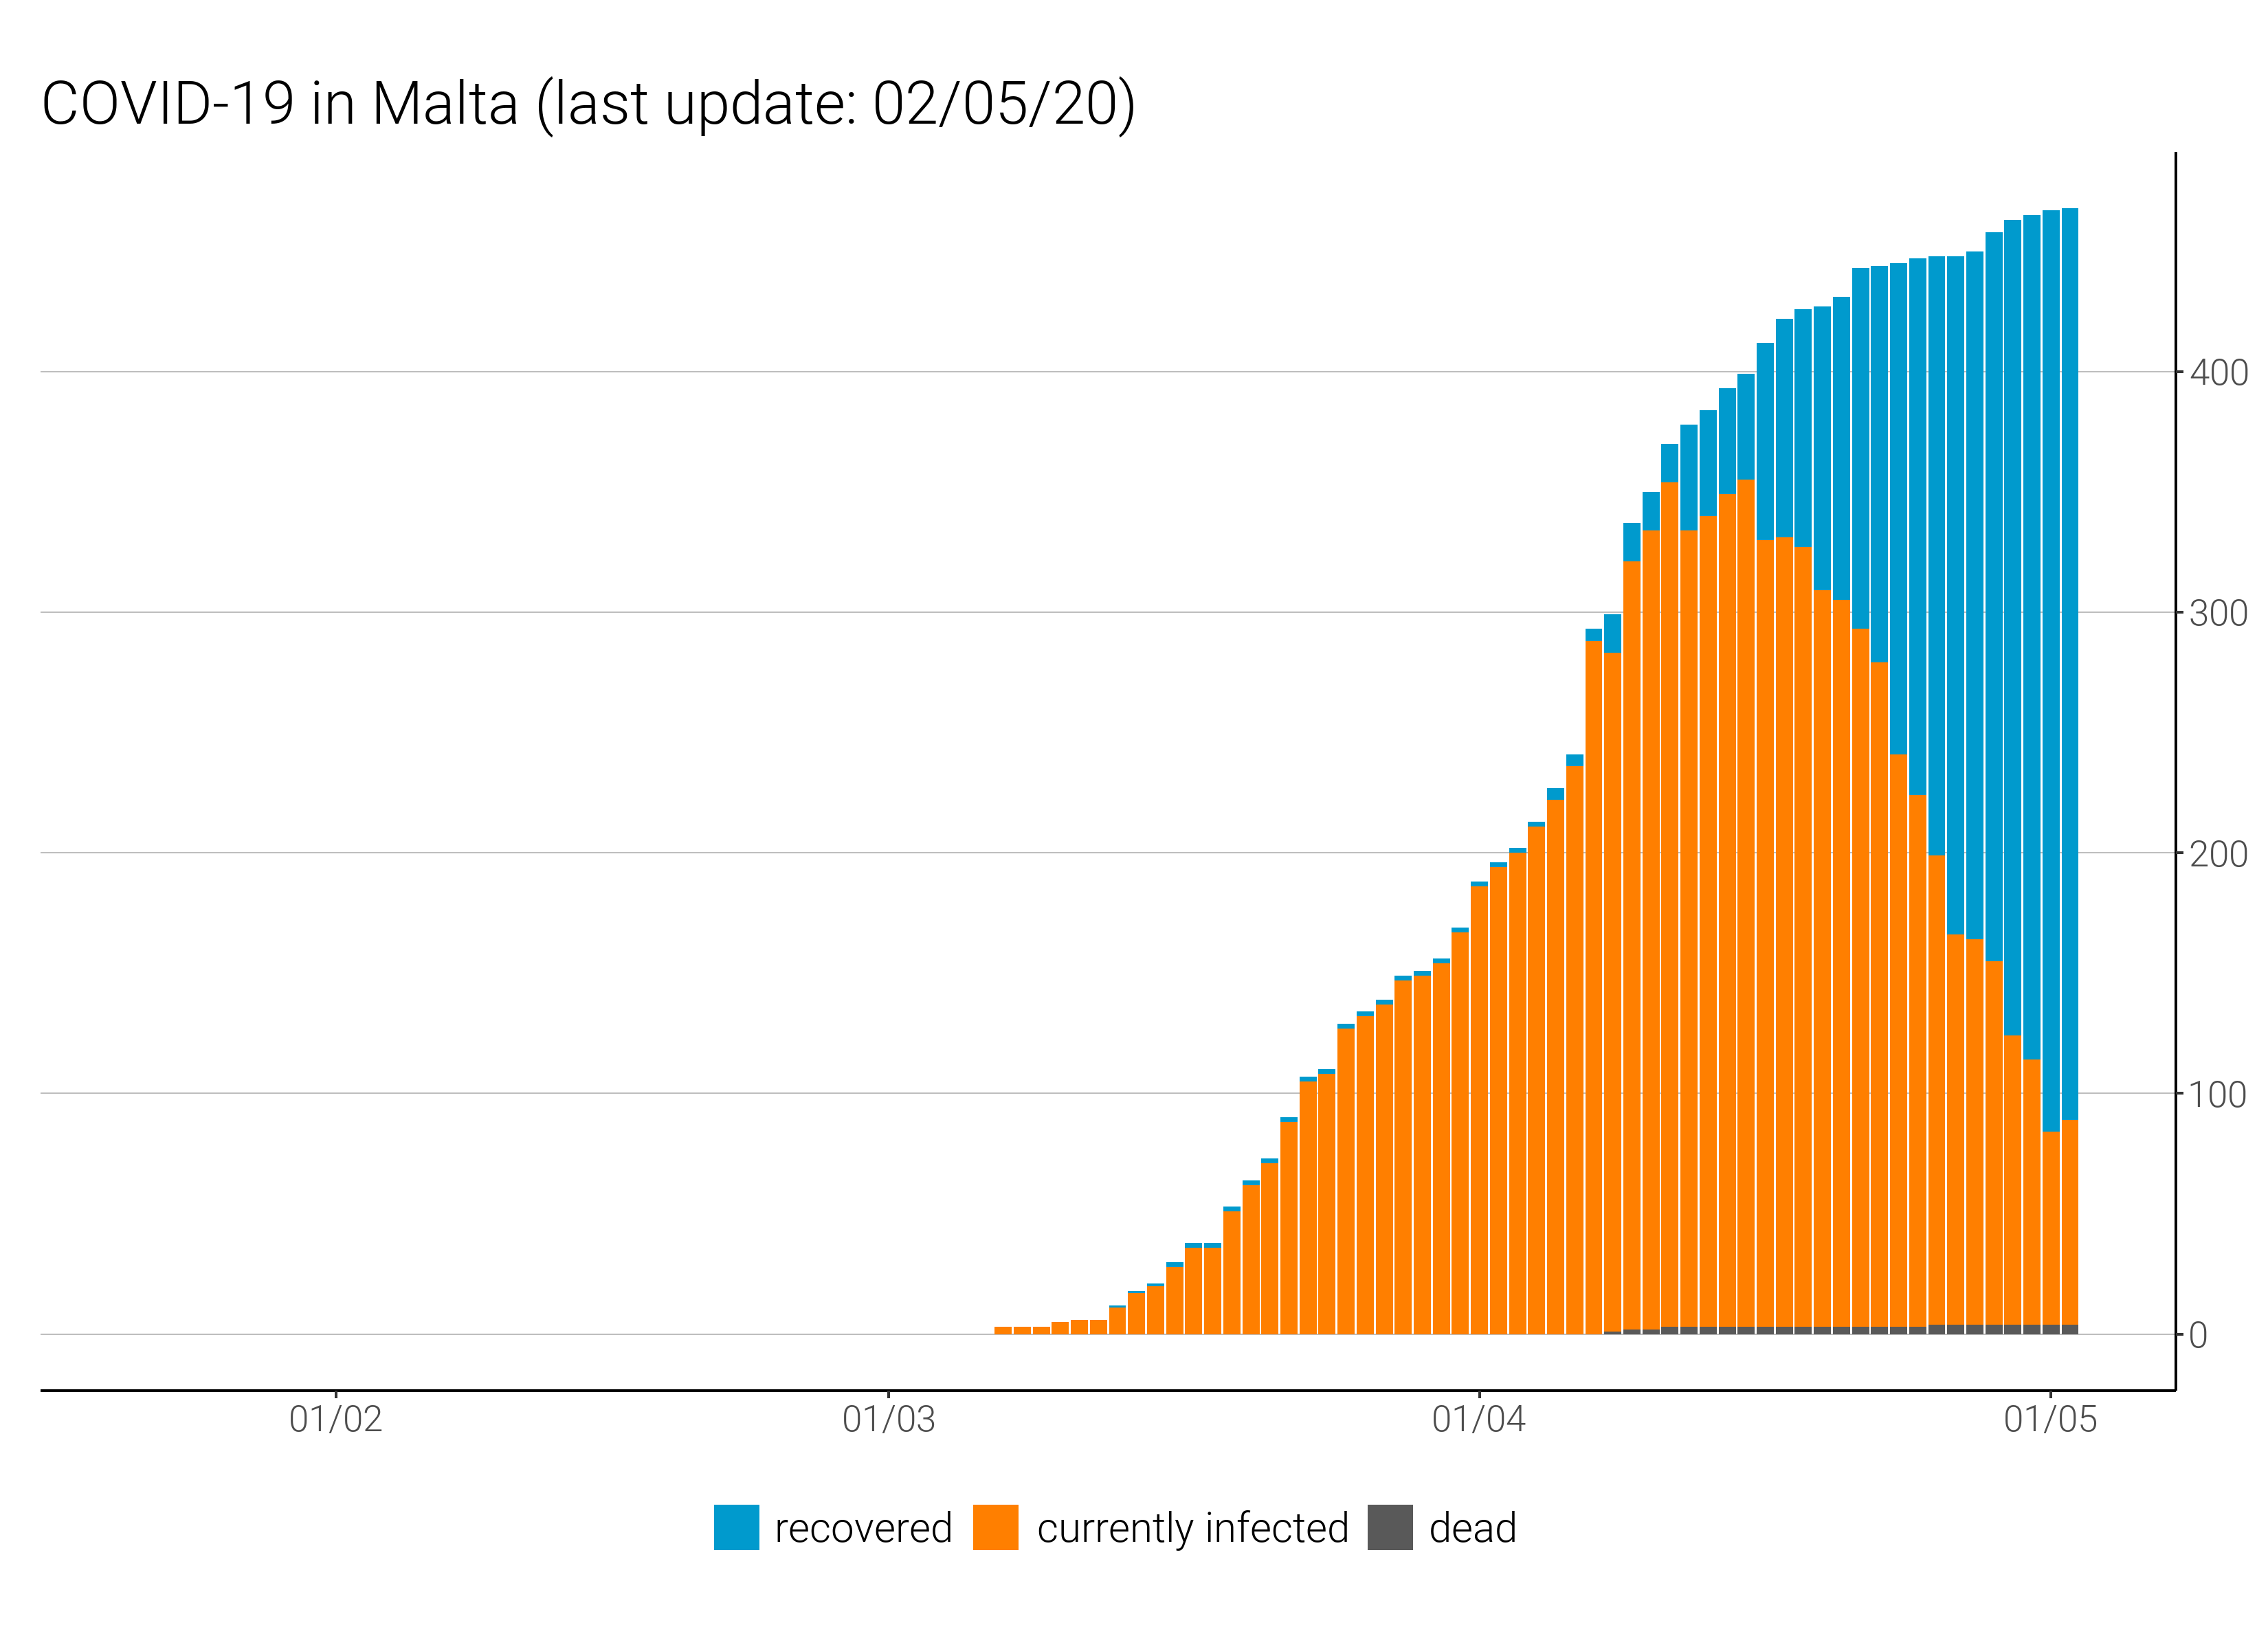 COVID-19 in Malta (last update: 02/05/20)
400
300
200
100
0
01/02 01/03 01/04 01/05
recovered currently infected dead